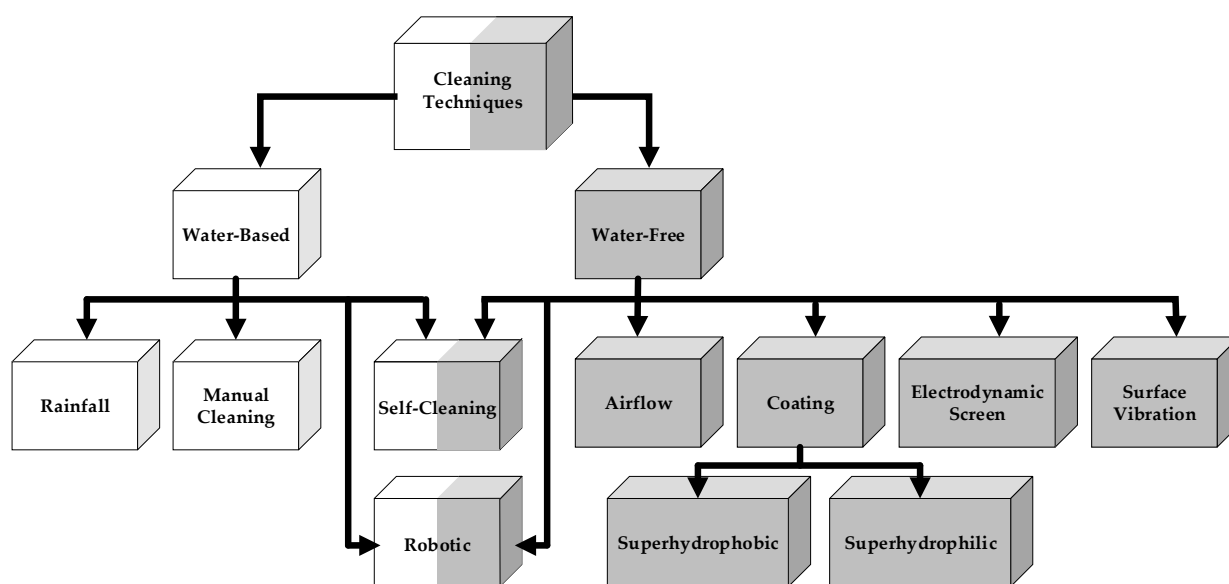 Cleaning
Techniques
Water-Based
Water-Free
Rainfall
Manual
Cleaning
Self-Cleaning
Airflow
Coating
Electrodynamic
Screen
Surface
Vibration
Robotic
Superhydrophobic
Superhydrophilic